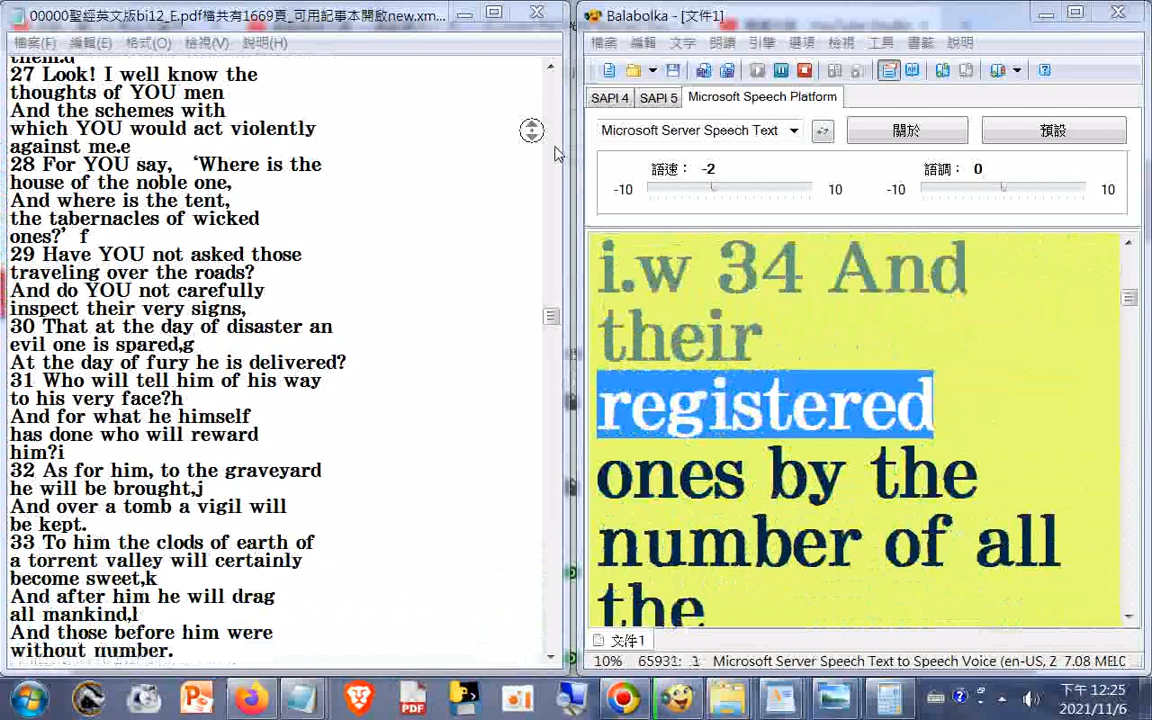 00000聖經英文版bi12_E.pdf檔共有1669頁_可用記事本開啟new.xm...
檔案(F) 編輯(E) 格式(O) 檢視(V) 說明(H)
them.d
27 Look! I well know the
thoughts of YOU men
And the schemes with
which YOU would act violently
against me.e
28 For YOU say, ‘Where is the
house of the noble one,
And where is the tent,
the tabernacles of wicked
ones?’ f
29 Have YOU not asked those
traveling over the roads?
And do YOU not carefully
inspect their very signs,
30 That at the day of disaster an
evil one is spared,g
At the day of fury he is delivered?
31 Who will tell him of his way
to his very face?h
And for what he himself
has done who will reward
him?i
32 As for him, to the graveyard
he will be brought,j
And over a tomb a vigil will
be kept.
33 To him the clods of earth of
a torrent valley will certainly
become sweet,k
And after him he will drag
all mankind,l
And those before him were
without number.
Balabolka - [文件1]
檔案 編輯 文字 朗讀 引擎 選項 檢視 工具 書籤 說明
SAPI 4 SAPI 5 Microsoft Speech Platform
Microsoft Server Speech Text 關於 預設
語速： -2 語調： 0
-10 10 -10 10
i.w 34 And
their
registered
ones by the
number of all
the
文件1
10% 65931: .1 Microsoft Server Speech Text to Speech Voice (en-US, Z 7.08 MELC
PDF
下午 12:25
2021/11/6